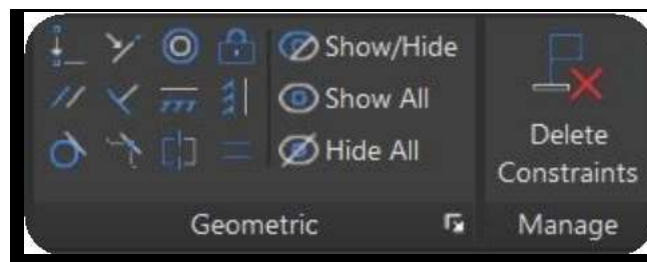 Show/Hide
Show All
Hide All
Geometric
Delete
Constraints
Manage